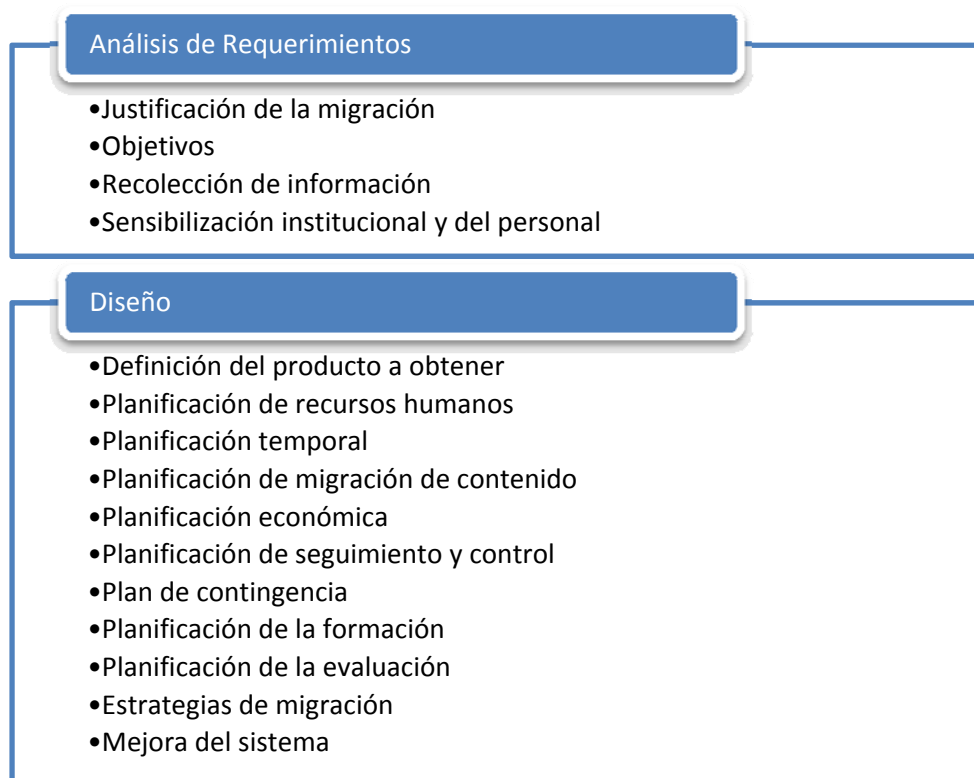 Análisis de Requerimientos
•Justificación de la migración
•Objetivos
•Recolección de información
•Sensibilización institucional y del personal
Diseño
•Definición del producto a obtener
•Planificación de recursos humanos
•Planificación temporal
•Planificación de migración de contenido
•Planificación económica
•Planificación de seguimiento y control
•Plan de contingencia
•Planificación de la formación
•Planificación de la evaluación
•Estrategias de migración
•Mejora del sistema